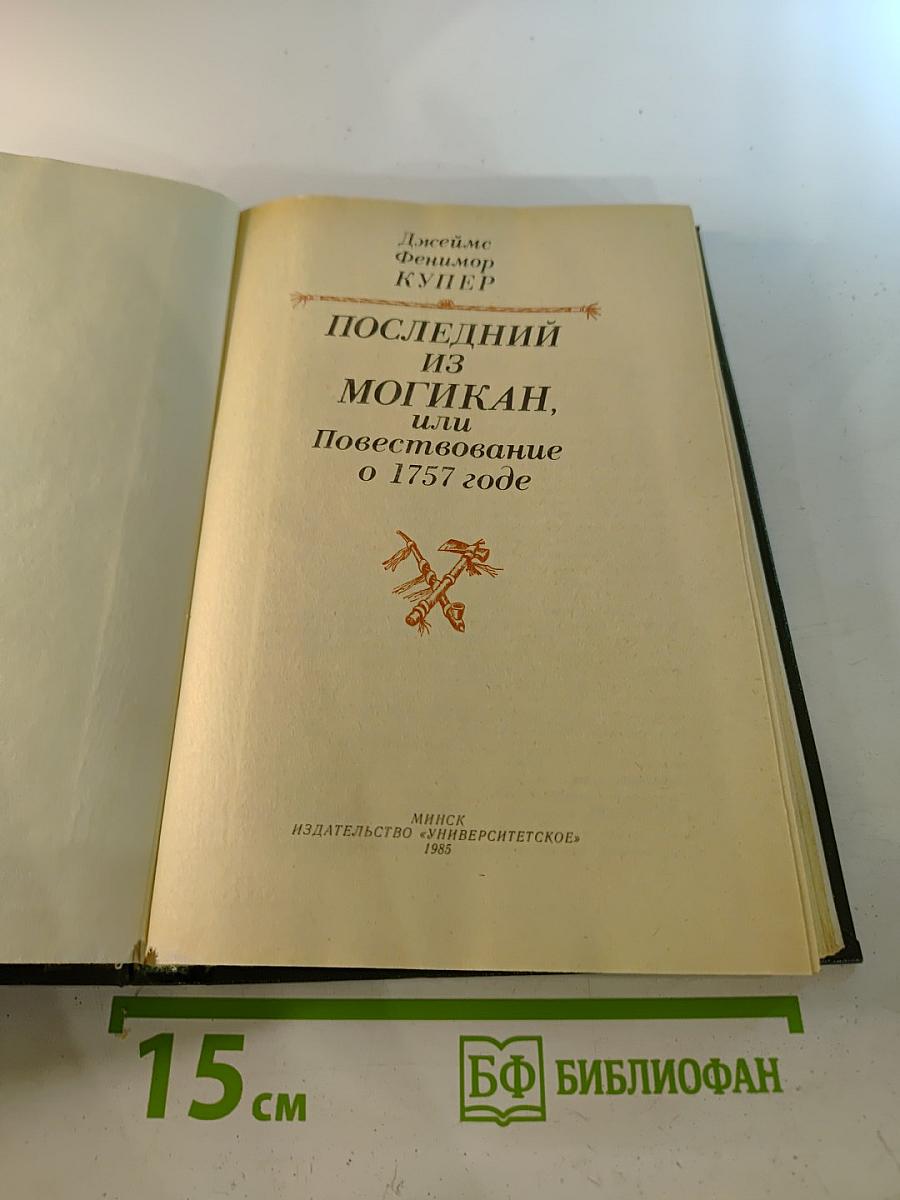 Джеймс
Фенимор
КУПЕР
ПОСЛЕДНИЙ
ИЗ
МОГИКАН,
или
Повествование
о 1757 годе
МИНСК
ИЗДАТЕЛЬСТВО «УНИВЕРСИТЕТСКОЕ»
1985
15 см
БФ БИБЛИОФАН